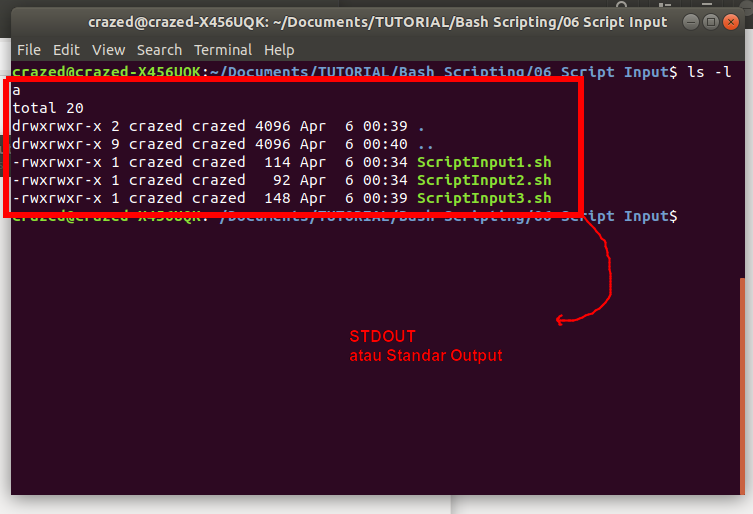 crazed@crazed-X456UQK: ~/Documents/TUTORIAL/Bash Scripting/06 Script Input
File Edit View Search Terminal Help
crazed@crazed-X456UQK:~/Documents/TUTORIAL/Bash Scripting/06 Script Input$ ls -l
a
total 20
drwxrwxr-x 2 crazed crazed 4096 Apr  6 00:39 .
drwxrwxr-x 9 crazed crazed 4096 Apr  6 00:40 ..
-rwxrwxr-x 1 crazed crazed  114 Apr  6 00:34 ScriptInput1.sh
-rwxrwxr-x 1 crazed crazed   92 Apr  6 00:34 ScriptInput2.sh
-rwxrwxr-x 1 crazed crazed  148 Apr  6 00:39 ScriptInput3.sh
crazed@crazed-X456UQK:~/Documents/TUTORIAL/Bash Scripting/06 Script Input$
STDOUT
atau Standar Output